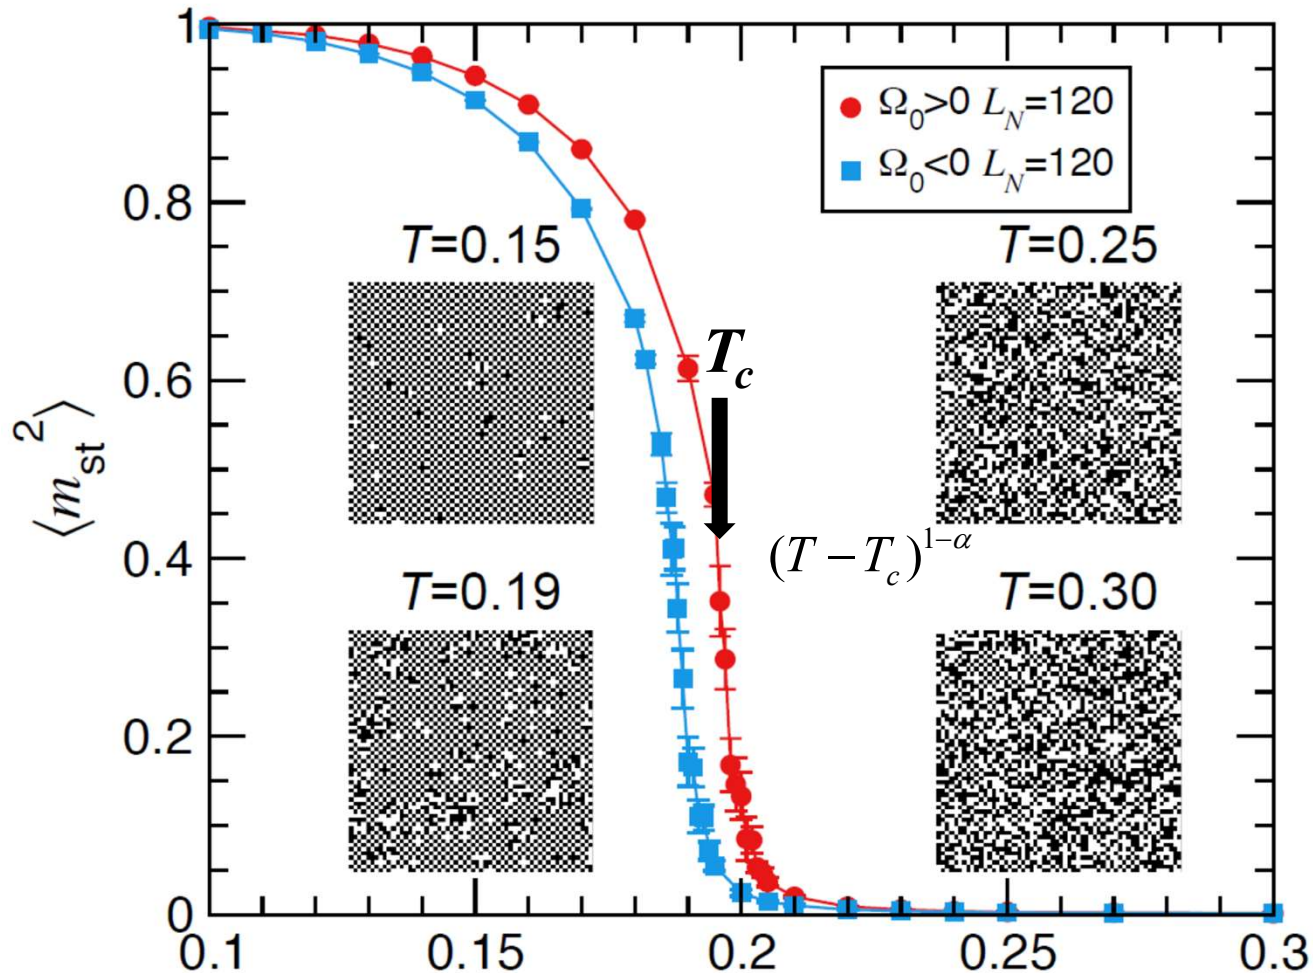 1
Ω₀>0 L_N=120
Ω₀<0 L_N=120
0.8
T=0.15
T=0.25
T_c
0.6
⟨m_st²⟩
0.4
(T − T_c)^{1−α}
T=0.19
T=0.30
0.2
0
0.1
0.15
0.2
0.25
0.3